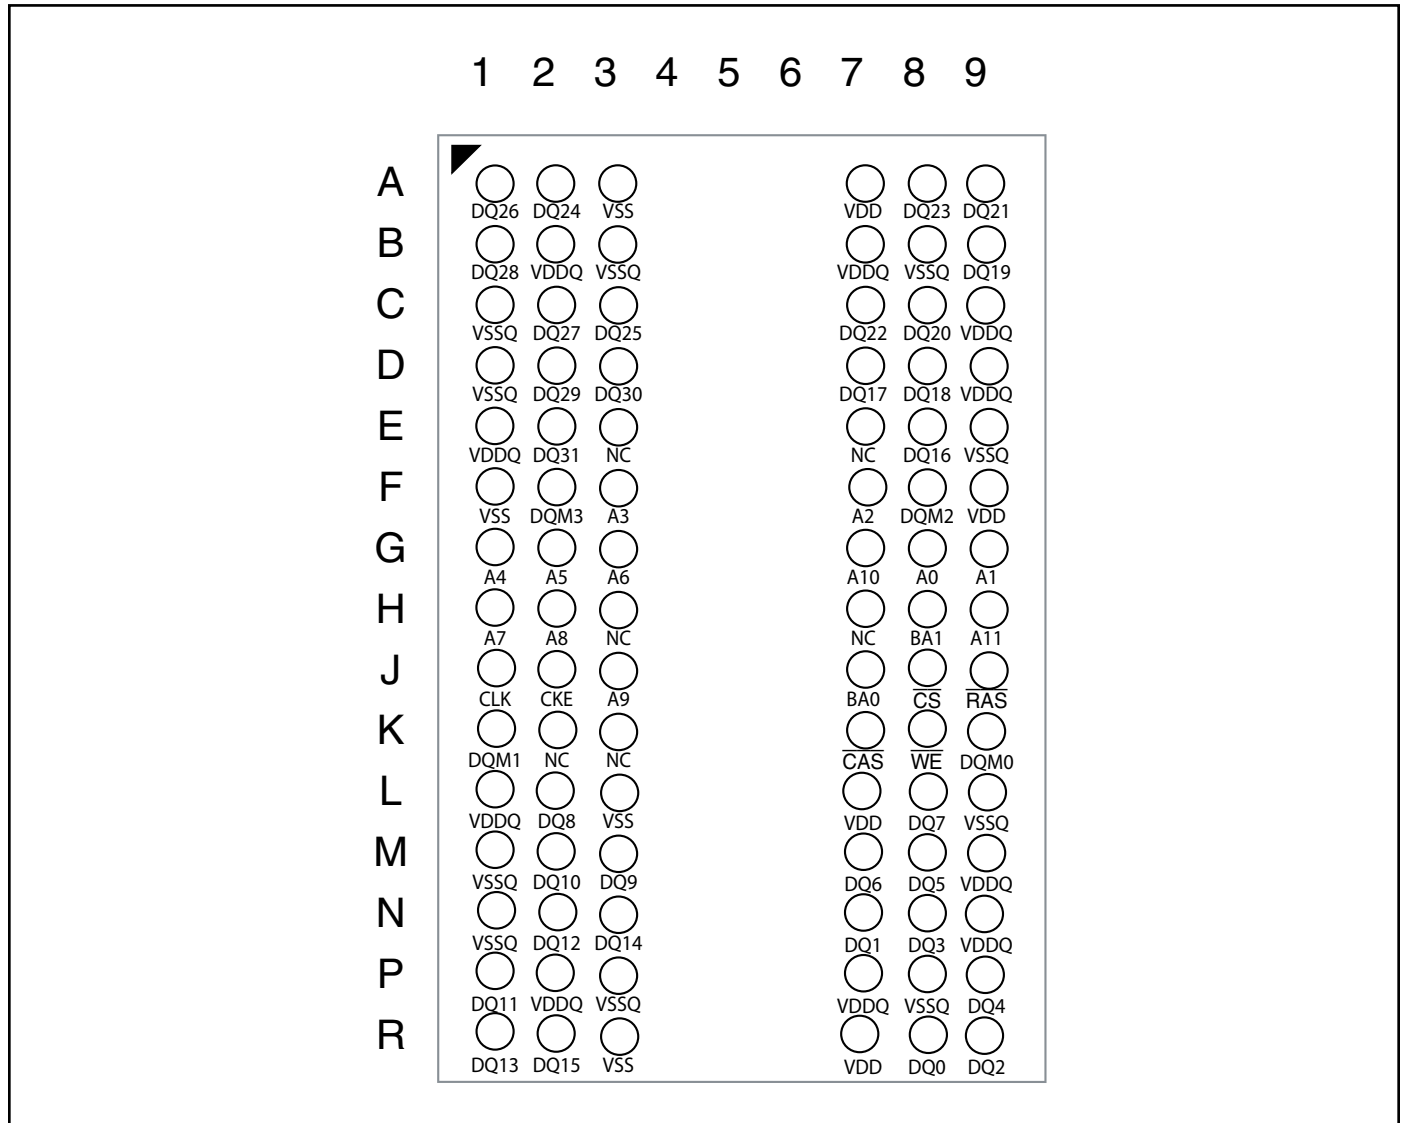 1 2 3 4 5 6 7 8 9
A
DQ26 DQ24 VSS VDD DQ23 DQ21
B
DQ28 VDDQ VSSQ VDDQ VSSQ DQ19
C
VSSQ DQ27 DQ25 DQ22 DQ20 VDDQ
D
VSSQ DQ29 DQ30 DQ17 DQ18 VDDQ
E
VDDQ DQ31 NC NC DQ16 VSSQ
F
VSS DQM3 A3 A2 DQM2 VDD
G
A4 A5 A6 A10 A0 A1
H
A7 A8 NC NC BA1 A11
J
CLK CKE A9 BA0 C̅S̅ R̅A̅S̅
K
DQM1 NC NC C̅A̅S̅ W̅E̅ DQM0
L
VDDQ DQ8 VSS VDD DQ7 VSSQ
M
VSSQ DQ10 DQ9 DQ6 DQ5 VDDQ
N
VSSQ DQ12 DQ14 DQ1 DQ3 VDDQ
P
DQ11 VDDQ VSSQ VDDQ VSSQ DQ4
R
DQ13 DQ15 VSS VDD DQ0 DQ2